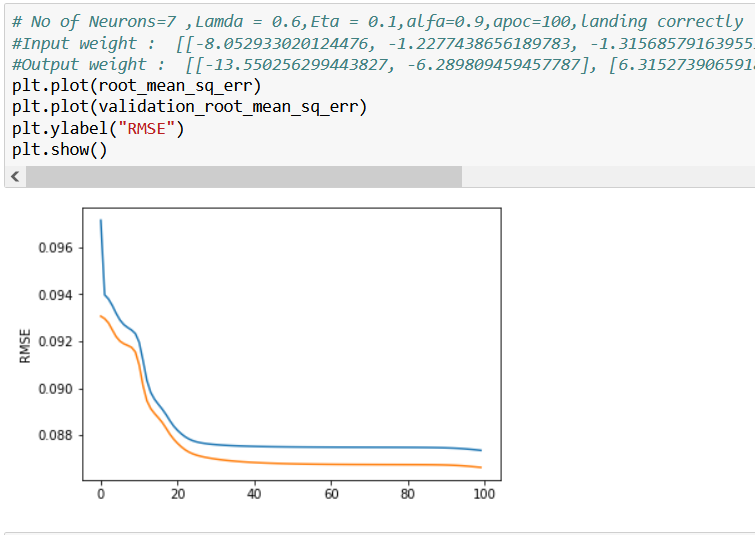 # No of Neurons=7 ,Lamda = 0.6,Eta = 0.1,alfa=0.9,apoc=100,landing correctly
#Input weight :  [[-8.052933020124476, -1.2277438656189783, -1.31568579163955
#Output weight :  [[-13.550256299443827, -6.289809459457787], [6.315273906591
plt.plot(root_mean_sq_err)
plt.plot(validation_root_mean_sq_err)
plt.ylabel("RMSE")
plt.show()
0.096
0.094
0.092
0.090
0.088
RMSE
0 20 40 60 80 100